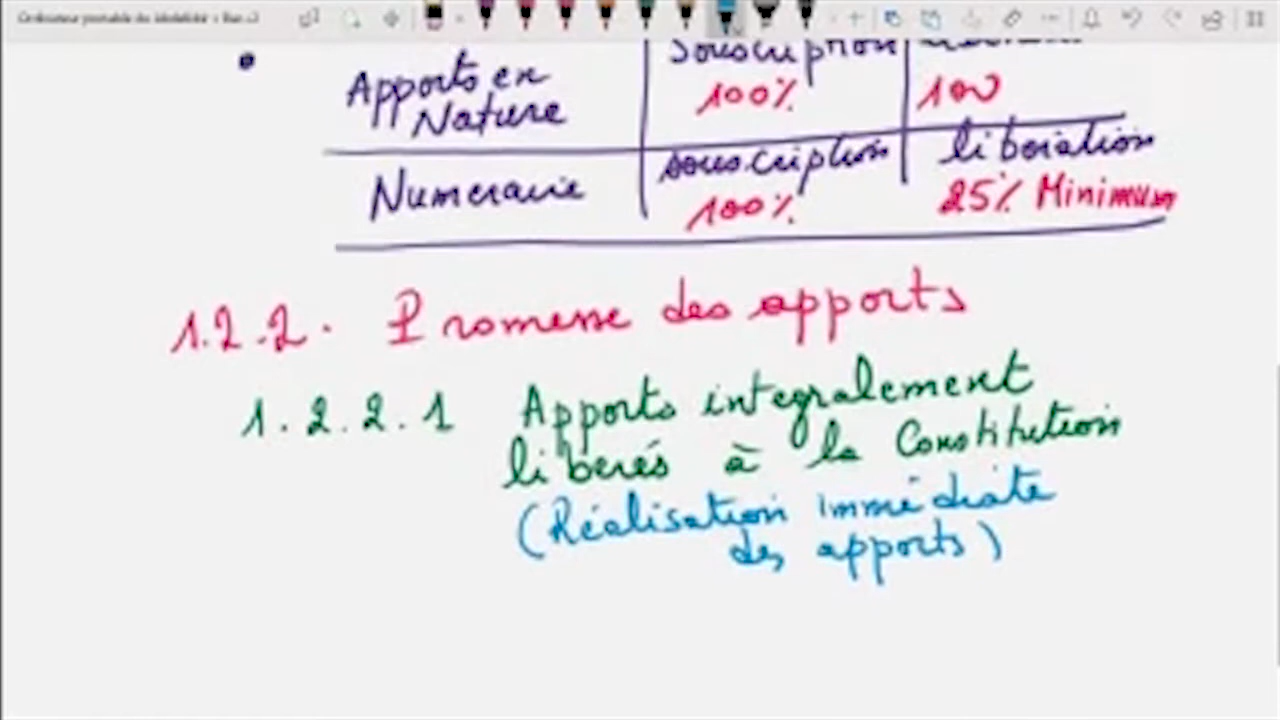 Souscription
Apports en
Nature
100%
100
Numeraire
souscription
100%
libération
25% Minimum
1.2.2. Promesse des apports
1.2.2.1 Apports integralement
liberés à la Constitution
(Réalisation immédiate
des apports)